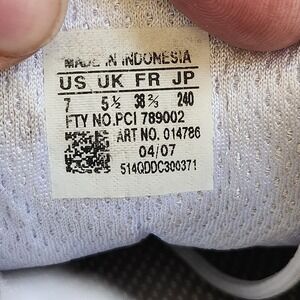 MADE IN INDONESIA
US UK FR JP
7 5½ 38⅔ 240
FTY NO.PCI 789002
ART NO. 014786
04/07
514QDDC300371